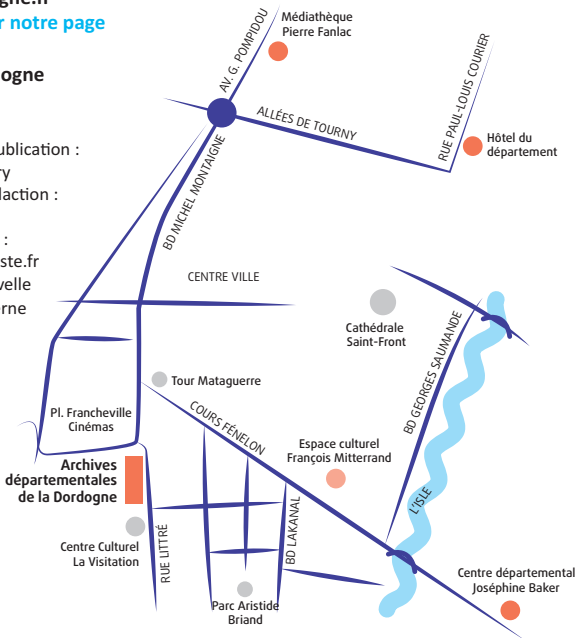 gne.fr
r notre page
ogne
ublication :
ry
daction :
:
ste.fr
velle
erne
Médiathèque
Pierre Fanlac
AV. G. POMPIDOU
RUE PAUL-LOUIS COURIER
ALLÉES DE TOURNY
Hôtel du
département
BD MICHEL MONTAIGNE
CENTRE VILLE
Cathédrale
Saint-Front
BD GEORGES SAUMANDE
Tour Mataguerre
Pl. Francheville
Cinémas
COURS FÉNELON
Espace culturel
François Mitterrand
Archives
départementales
de la Dordogne
L'ISLE
Centre Culturel
La Visitation
RUE LITTRÉ
BD LAKANAL
Parc Aristide
Briand
Centre départemental
Joséphine Baker